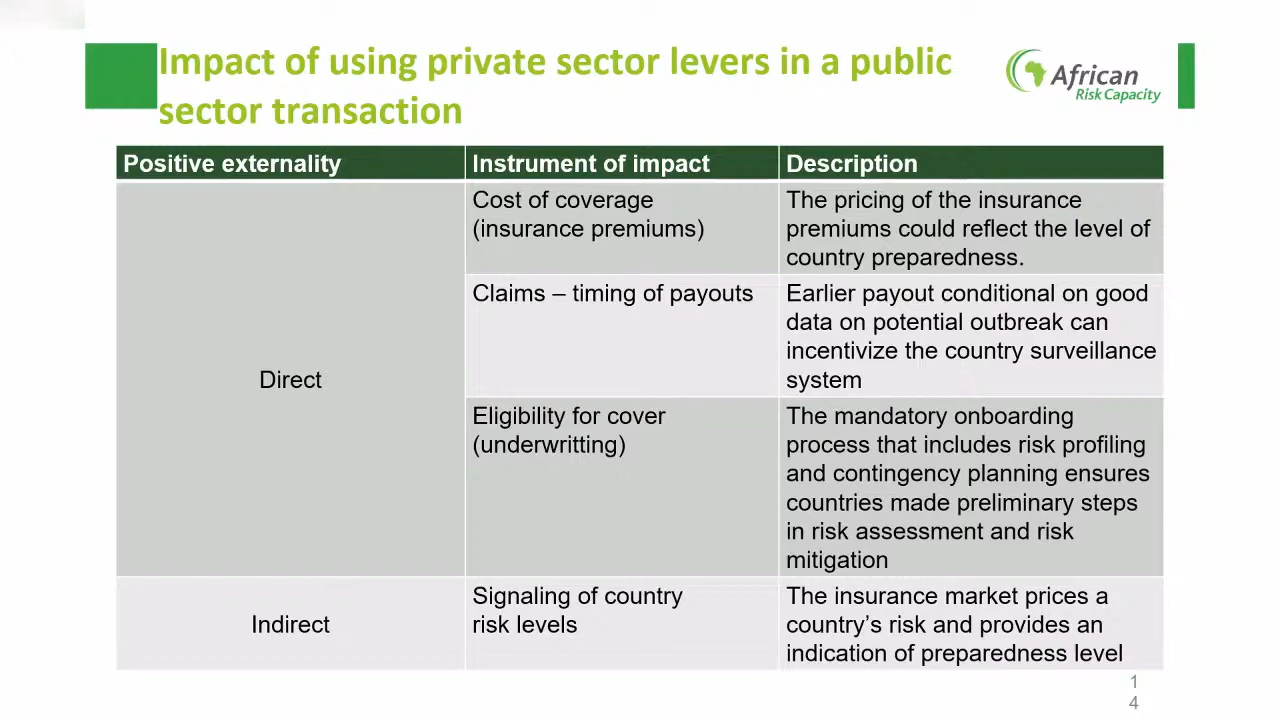 Impact of using private sector levers in a public
sector transaction
African
Risk Capacity
Positive externality
Instrument of impact
Description
Direct
Cost of coverage
(insurance premiums)
The pricing of the insurance
premiums could reflect the level of
country preparedness.
Claims – timing of payouts
Earlier payout conditional on good
data on potential outbreak can
incentivize the country surveillance
system
Eligibility for cover
(underwritting)
The mandatory onboarding
process that includes risk profiling
and contingency planning ensures
countries made preliminary steps
in risk assessment and risk
mitigation
Indirect
Signaling of country
risk levels
The insurance market prices a
country’s risk and provides an
indication of preparedness level
1
4